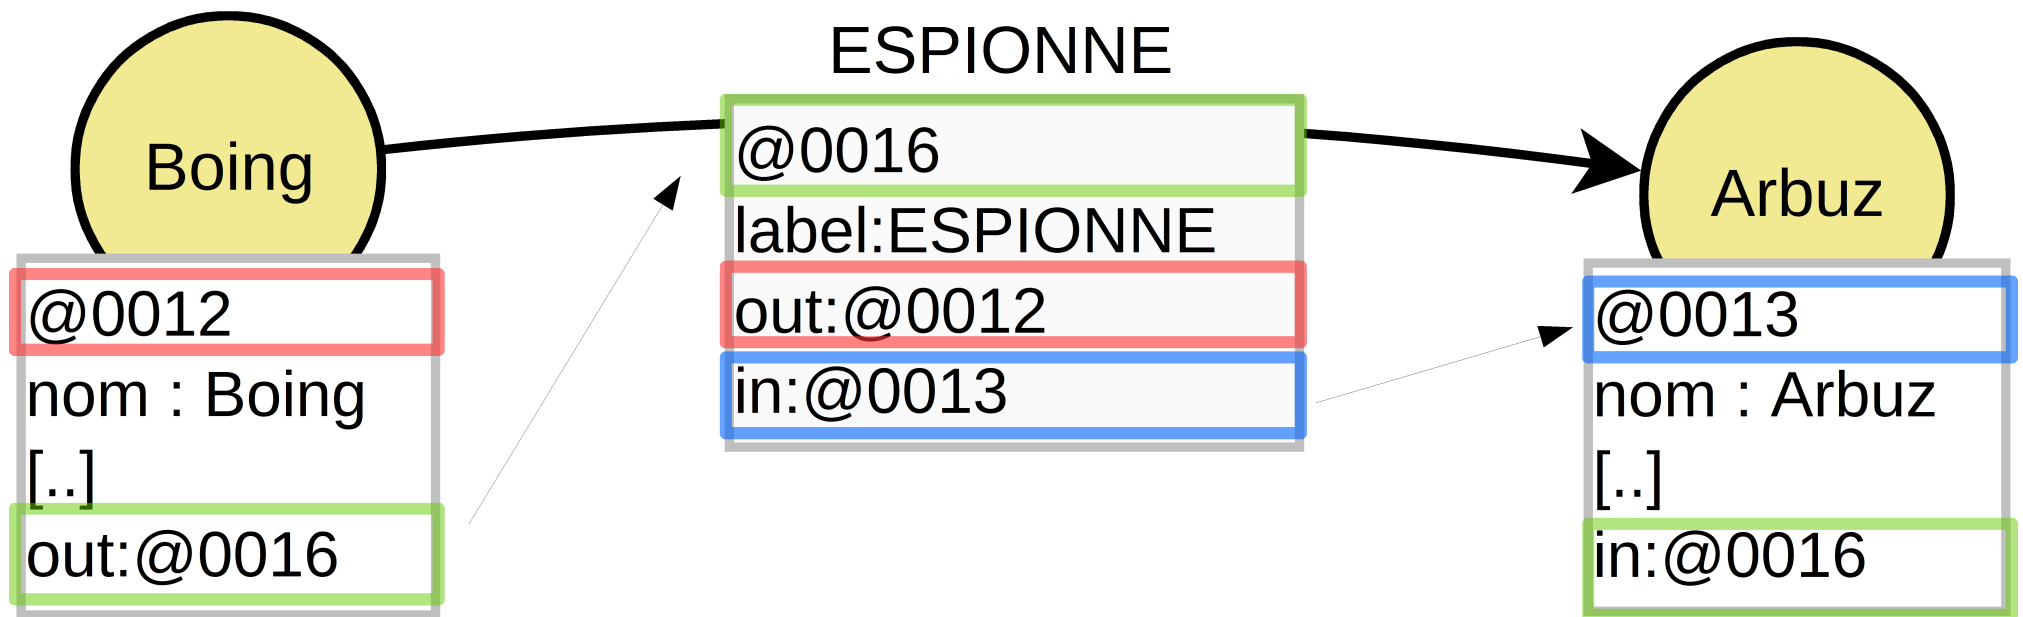 ESPIONNE
Boing
@0012
nom : Boing
[..]
out:@0016
@0016
label:ESPIONNE
out:@0012
in:@0013
Arbuz
@0013
nom : Arbuz
[..]
in:@0016